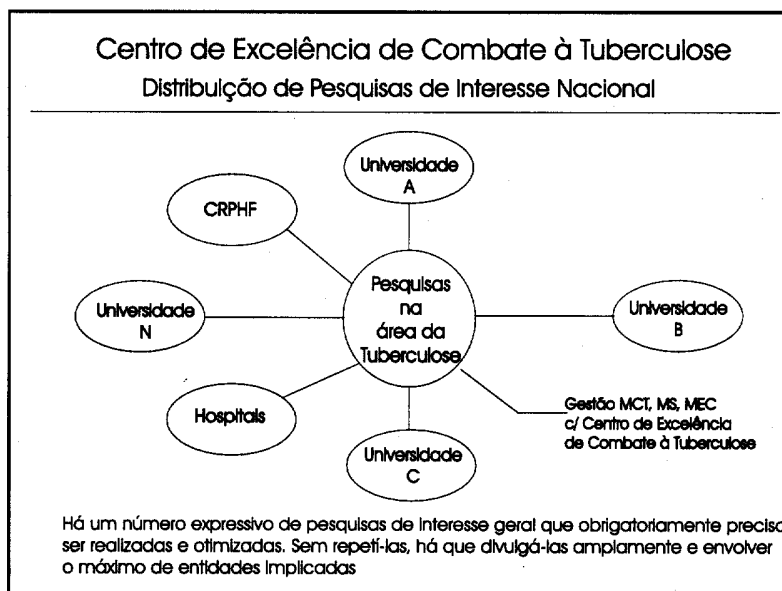 Centro de Excelência de Combate à Tuberculose
Distribuição de Pesquisas de Interesse Nacional
Universidade
A
CRPHF
Pesquisas
na
área da
Tuberculose
Universidade
N
Universidade
B
Hospitais
Universidade
C
Gestão MCT, MS, MEC
c/ Centro de Excelência
de Combate à Tuberculose
Há um número expressivo de pesquisas de interesse geral que obrigatoriamente precisa
ser realizadas e otimizadas. Sem repetí-las, há que divulgá-las amplamente e envolver
o máximo de entidades implicadas